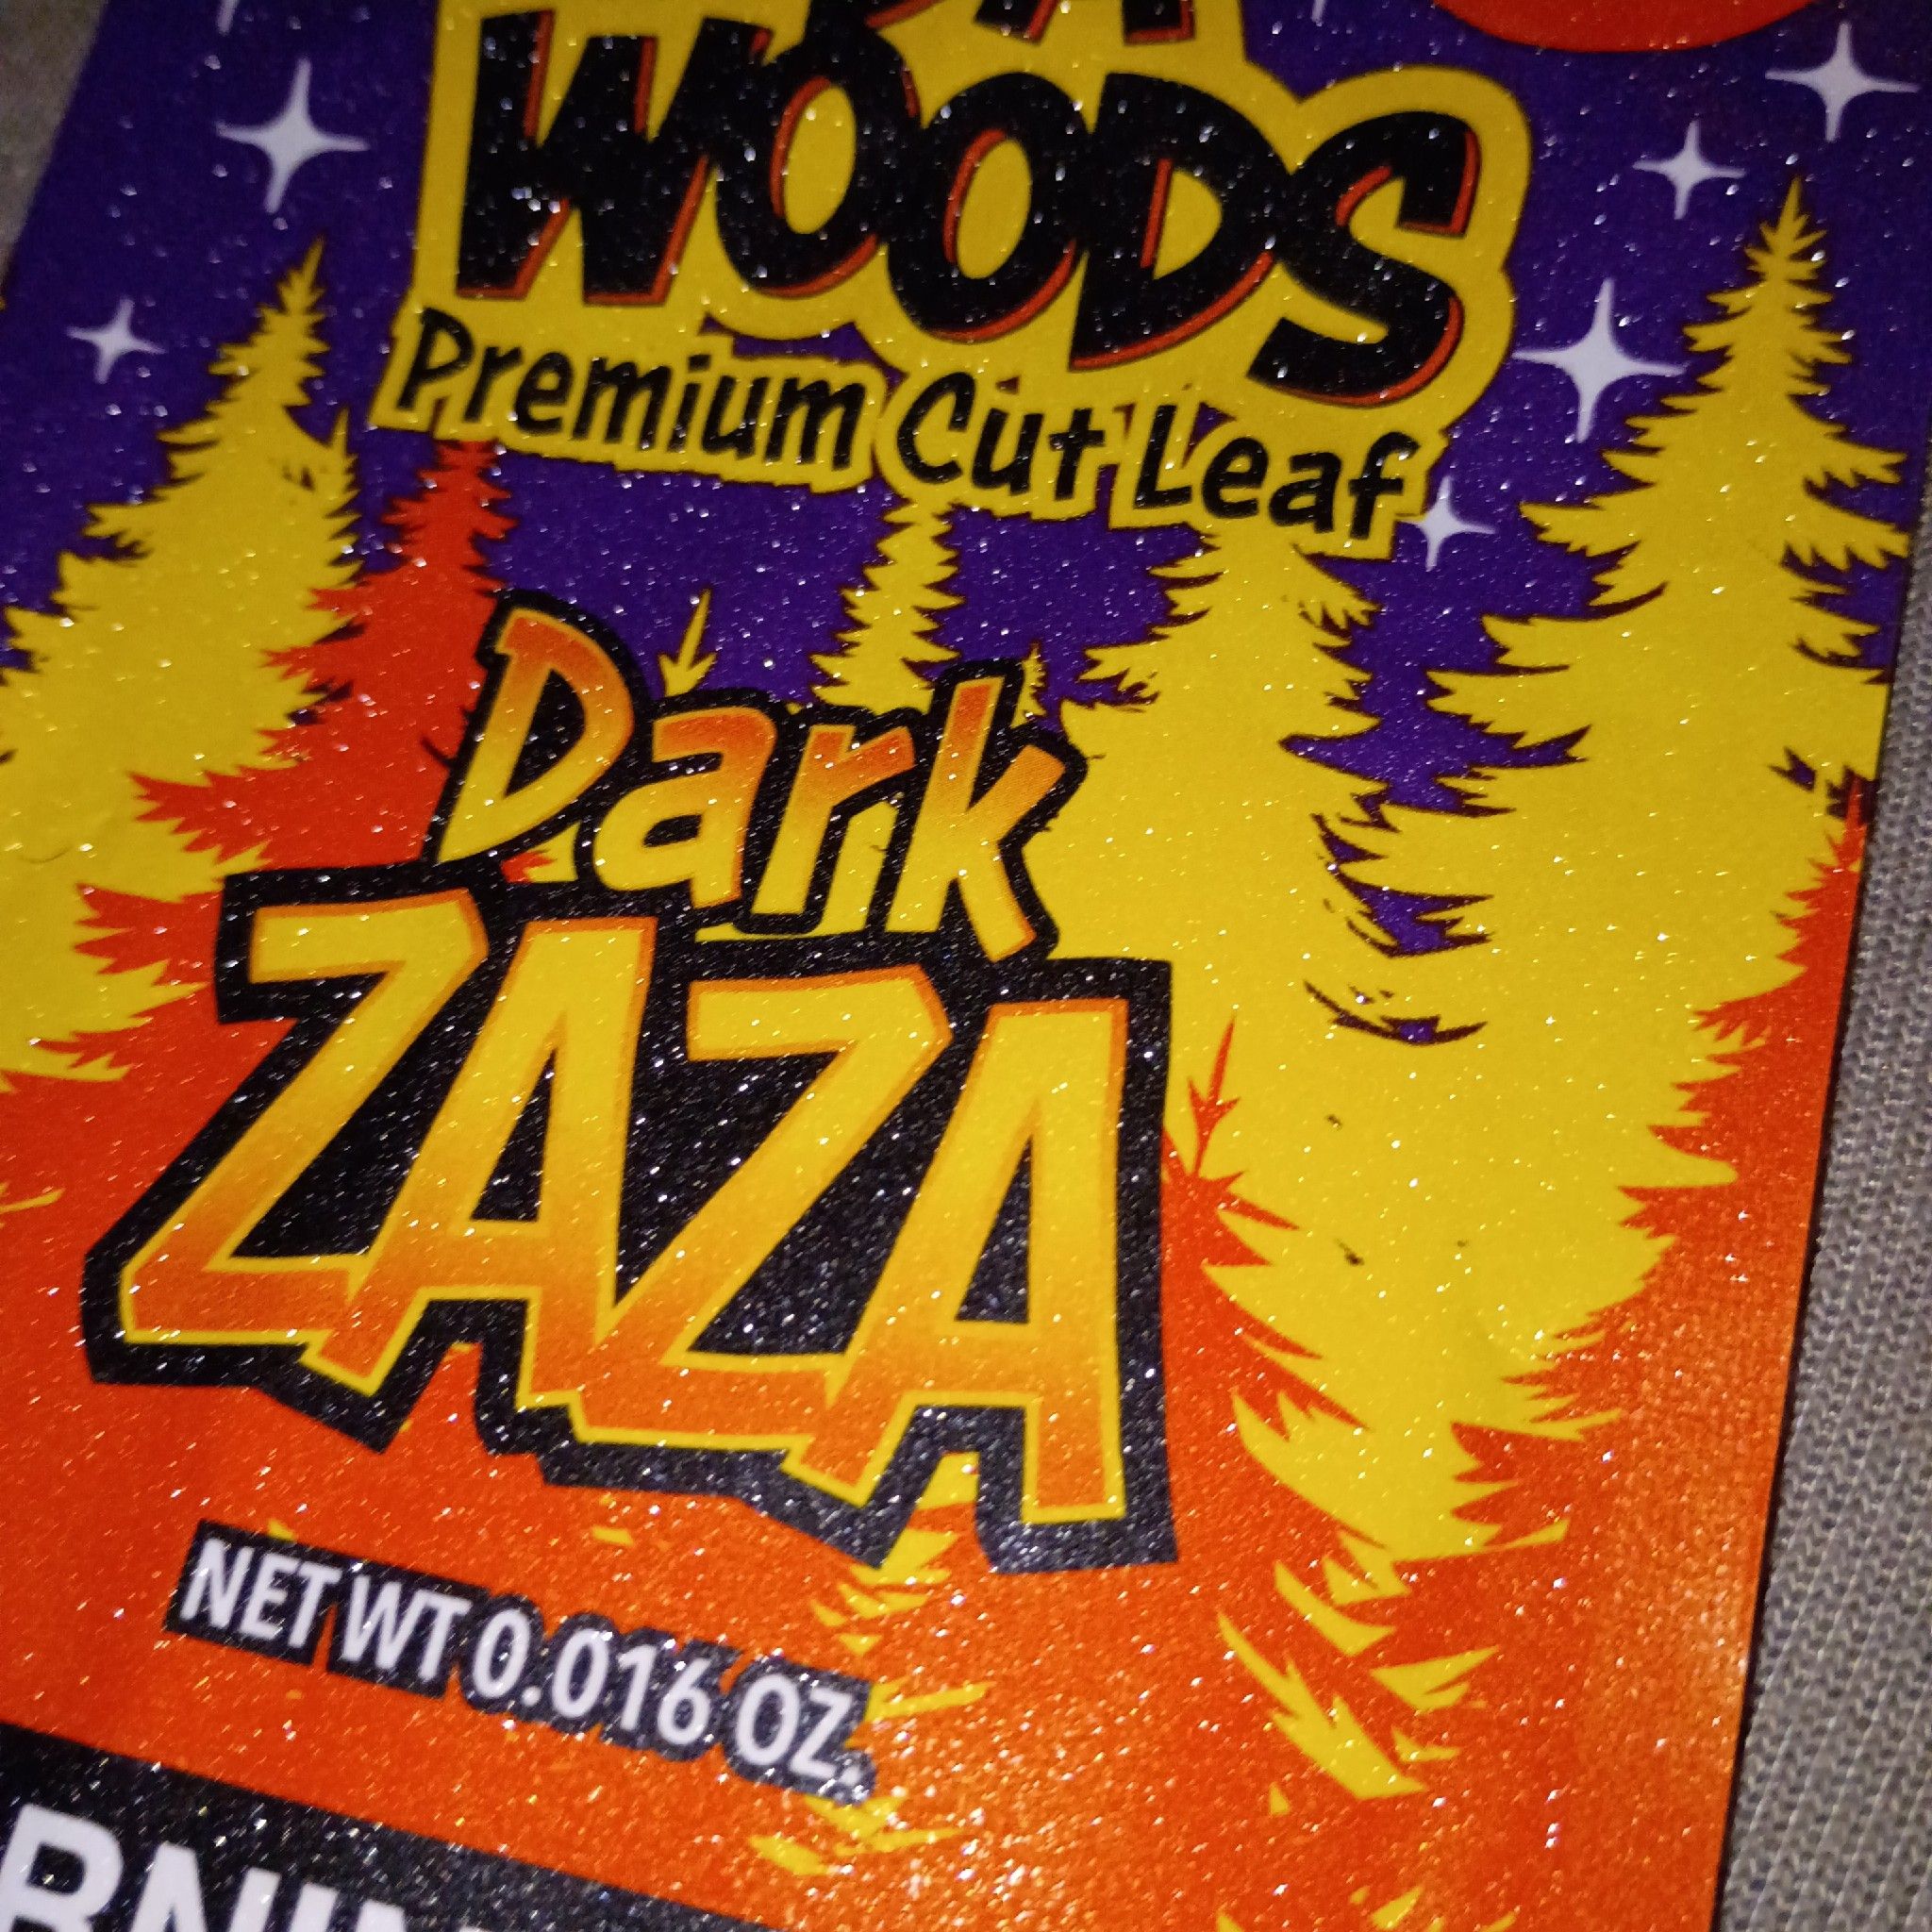 WOODS
Premium Cut Leaf
Dark
ZAZA
NET WT 0.016 OZ.